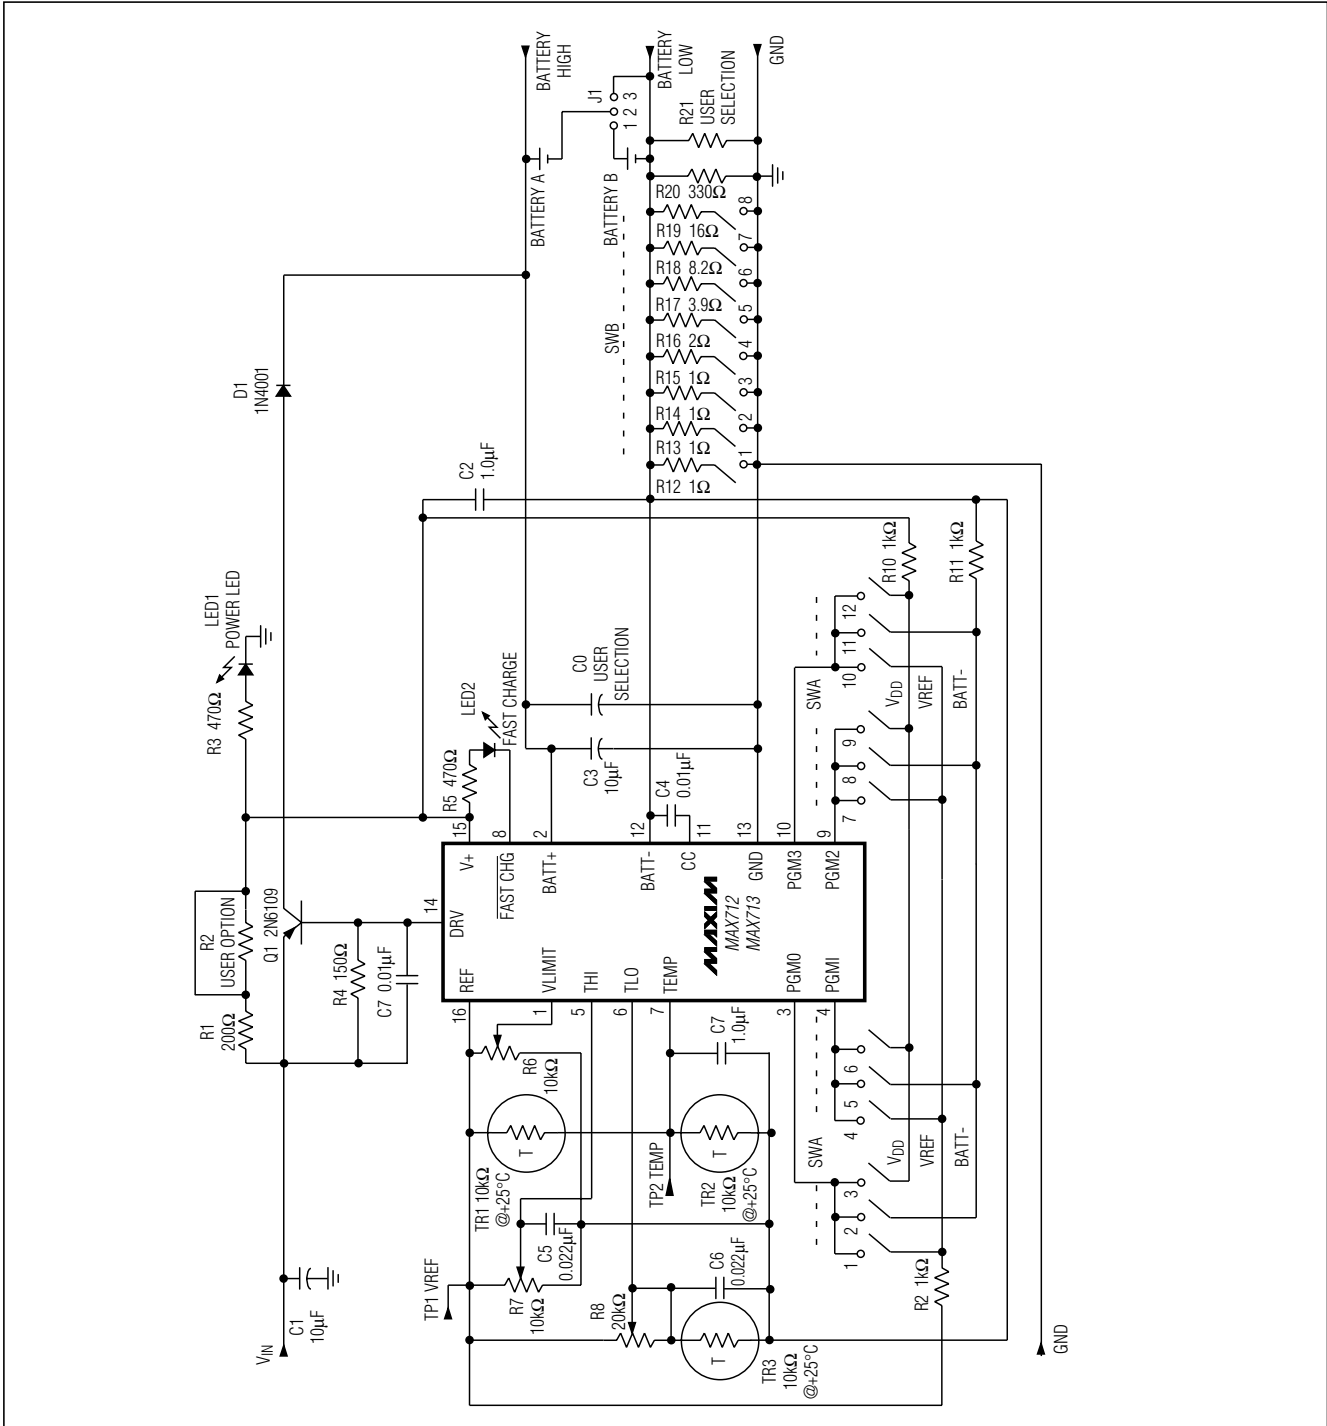 VIN
C1
10μF
R1
200Ω
R2
USER OPTION
Q1 2N6109
R4 150Ω
C7 0.01μF
R3 470Ω
LED1
POWER LED
D1
1N4001
BATTERY
HIGH
BATTERY
LOW
GND
BATTERY A
BATTERY B
J1
1 2 3
R21
USER
SELECTION
R20 330Ω
R19 16Ω
R18 8.2Ω
R17 3.9Ω
R16 2Ω
R15 1Ω
R14 1Ω
R13 1Ω
R12 1Ω
SWB
1 2 3 4 5 6 7 8
C2
1.0μF
R5 470Ω
LED2
FAST CHARGE
C0
USER
SELECTION
C3
10μF
C4
0.01μF
14
DRV
15
V+
8
FAST CHG
2
BATT+
12
BATT-
11
CC
13
GND
10
PGM3
9
PGM2
MAXIM
MAX712
MAX713
16
REF
1
VLIMIT
5
THI
6
TLO
7
TEMP
3
PGM0
4
PGMI
R6
10kΩ
C7
1.0μF
TR1 10kΩ
@+25°C
T
TP2 TEMP
TR2
10kΩ
@+25°C
T
TP1 VREF
R7
10kΩ
C5
0.022μF
R8
20kΩ
C6
0.022μF
TR3
10kΩ
@+25°C
T
SWA
1 2 3
4 5 6
VDD
VREF
BATT-
R2 1kΩ
SWA
7 8 9
10 11 12
VDD
VREF
BATT-
R10 1kΩ
R11 1kΩ
GND